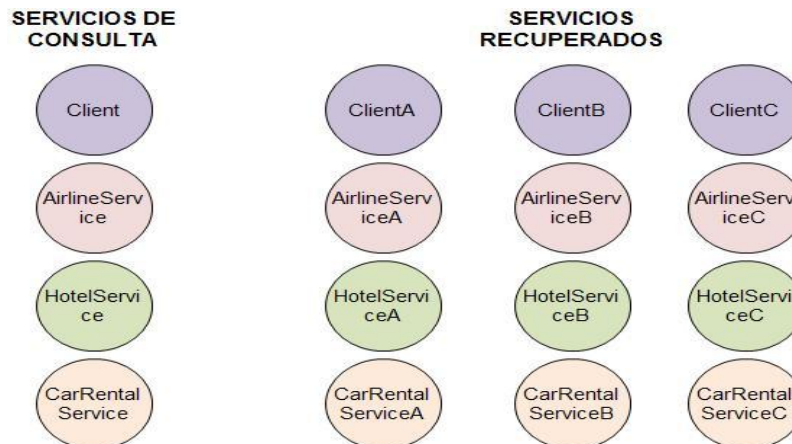 SERVICIOS DE
CONSULTA
SERVICIOS
RECUPERADOS
Client
ClientA
ClientB
ClientC
AirlineServ
ice
AirlineServ
iceA
AirlineServ
iceB
AirlineServ
iceC
HotelServi
ce
HotelServi
ceA
HotelServi
ceB
HotelServi
ceC
CarRental
Service
CarRental
ServiceA
CarRental
ServiceB
CarRental
ServiceC